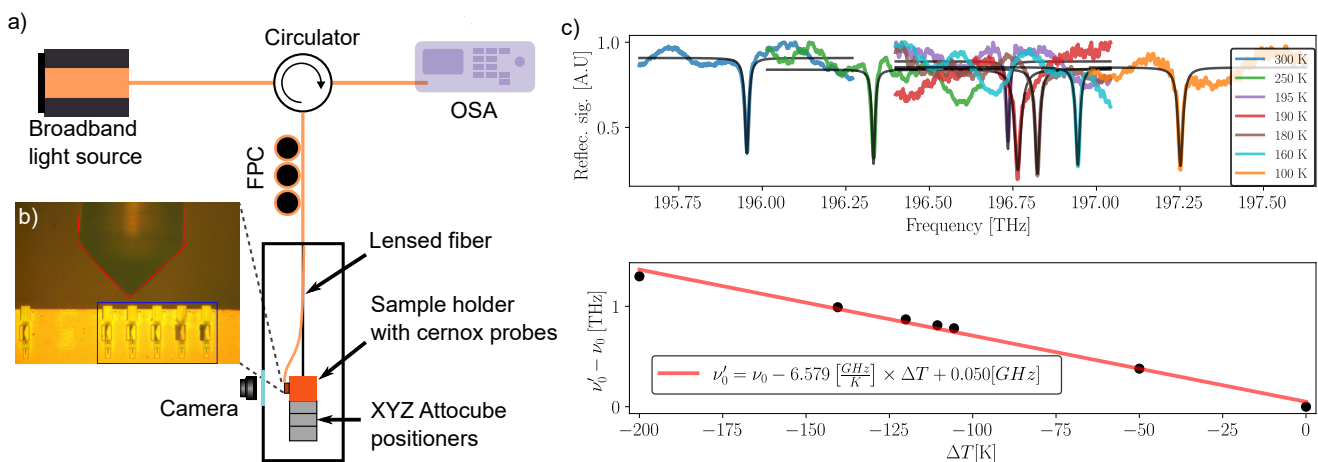 a)
Circulator
OSA
Broadband
light source
FPC
b)
Lensed fiber
Sample holder
with cernox probes
Camera
XYZ Attocube
positioners
c)
Reflec. sig. [A.U]
1.0
0.5
300 K
250 K
195 K
190 K
180 K
160 K
100 K
195.75 196.00 196.25 196.50 196.75 197.00 197.25 197.50
Frequency [THz]
ν′₀ − ν₀ [THz]
1
0
ν′₀ = ν₀ − 6.579 [GHz/K] × ΔT + 0.050[GHz]
−200 −175 −150 −125 −100 −75 −50 −25 0
ΔT[K]